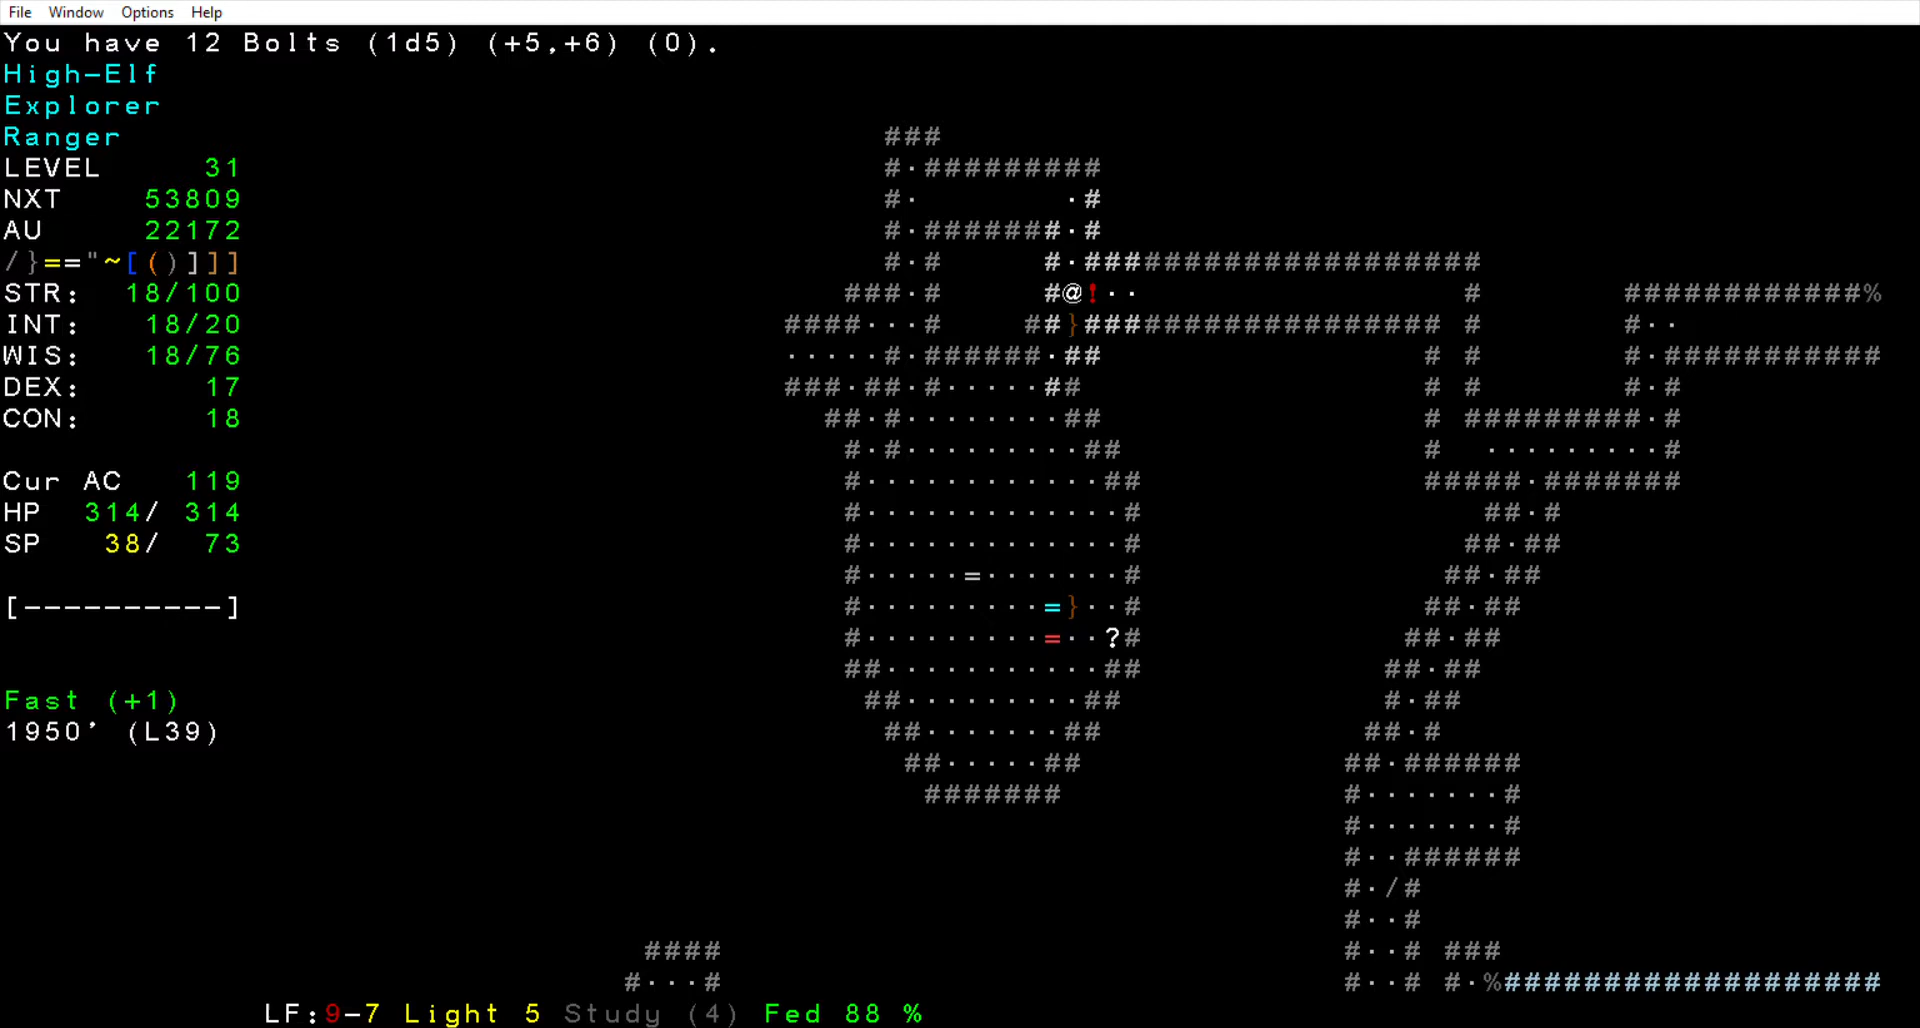 File Window Options Help
You have 12 Bolts (1d5) (+5,+6) (0).
High-Elf
Explorer
Ranger
LEVEL 31
NXT 53809
AU 22172
/}=="~[()]]]
STR: 18/100
INT: 18/20
WIS: 18/76
DEX: 17
CON: 18
Cur AC 119
HP 314/ 314
SP 38/ 73
[----------]
Fast (+1)
1950' (L39)
LF:9-7 Light 5 Study (4) Fed 88 %